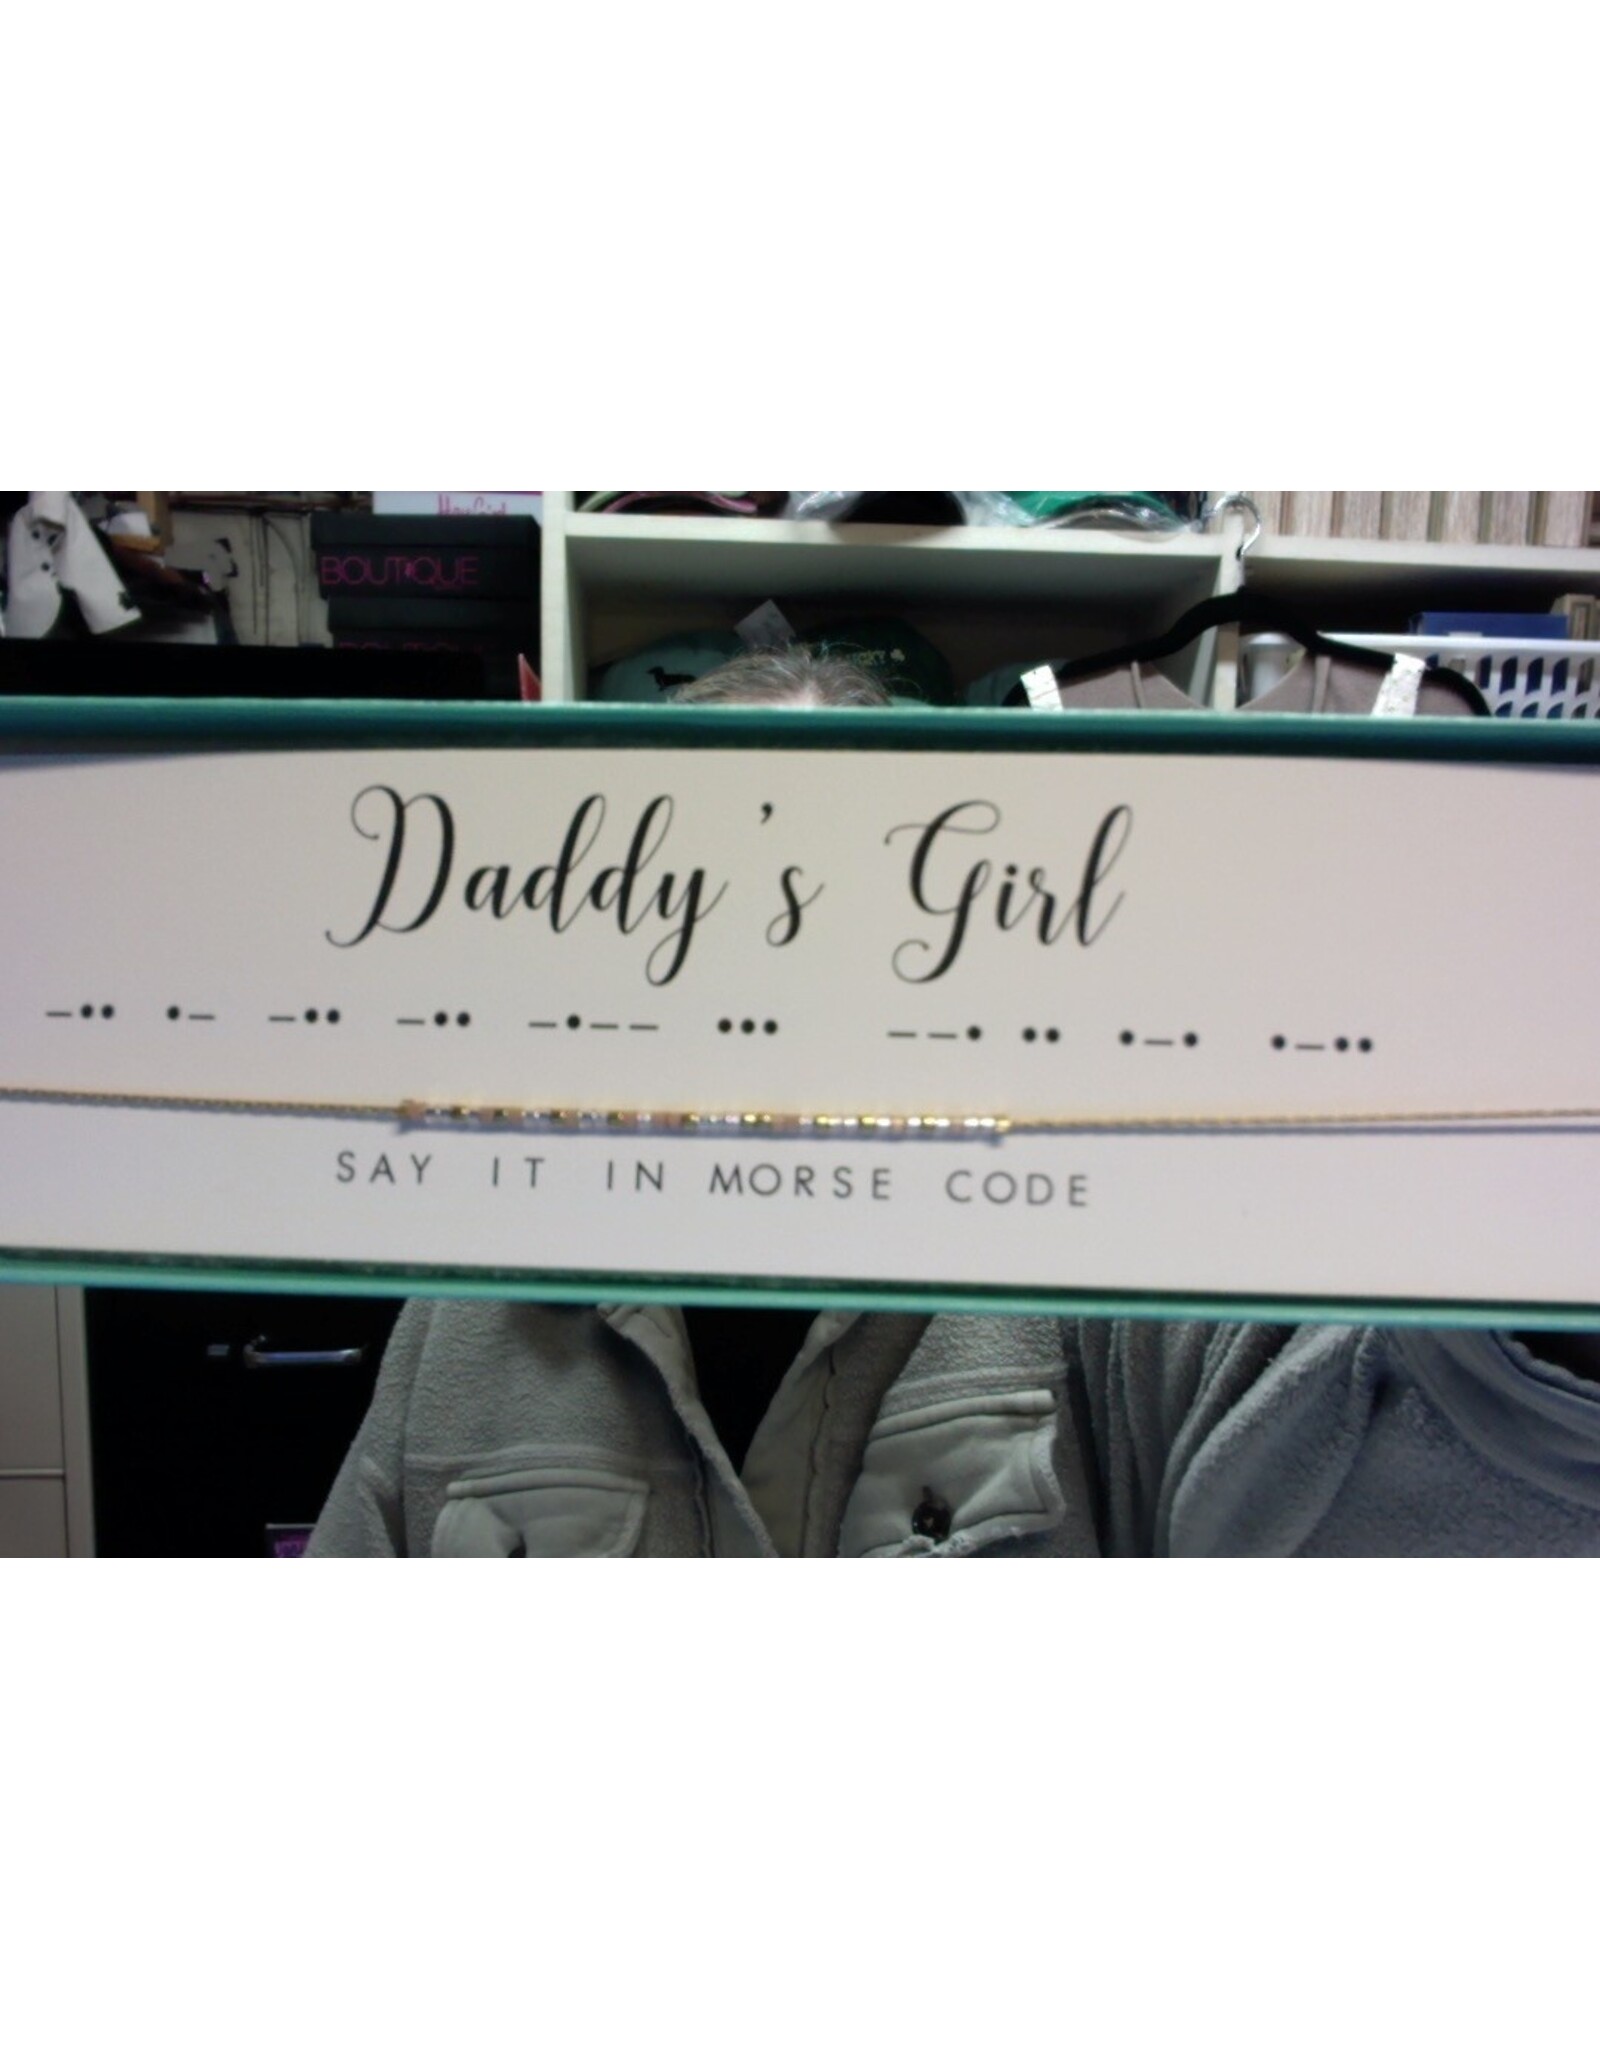 BOUTIQUE
Daddy's Girl
–•• •– –•• –•• –•–– ••• ––• •• •–• •–••
SAY IT IN MORSE CODE